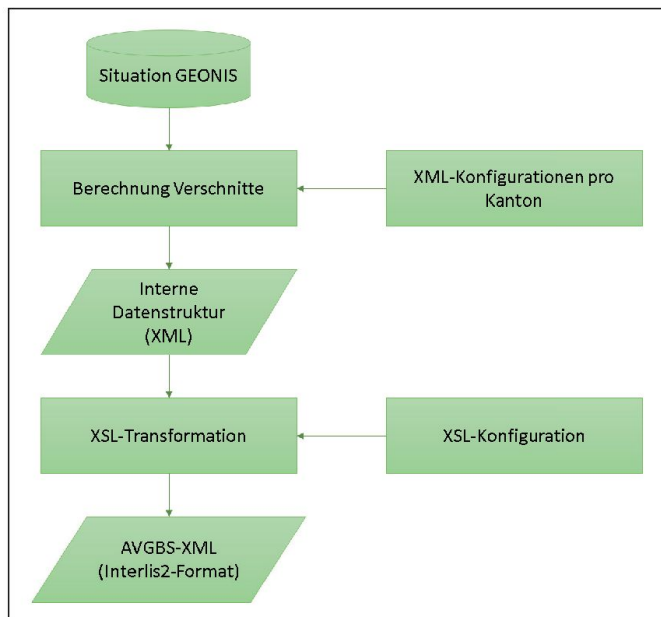 Situation GEONIS
Berechnung Verschnitte
XML-Konfigurationen pro
Kanton
Interne
Datenstruktur
(XML)
XSL-Transformation
XSL-Konfiguration
AVGBS-XML
(Interlis2-Format)